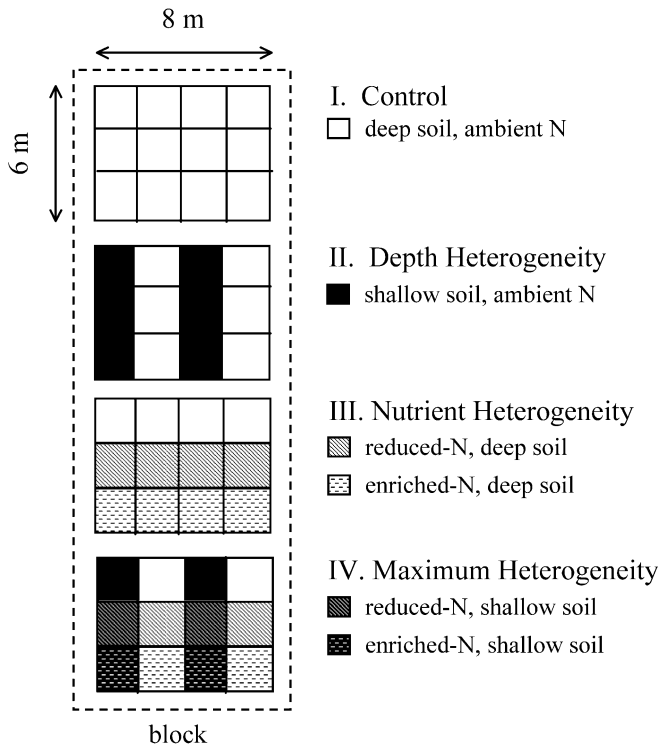 8 m
6 m
I. Control
deep soil, ambient N
II. Depth Heterogeneity
shallow soil, ambient N
III. Nutrient Heterogeneity
reduced-N, deep soil
enriched-N, deep soil
IV. Maximum Heterogeneity
reduced-N, shallow soil
enriched-N, shallow soil
block